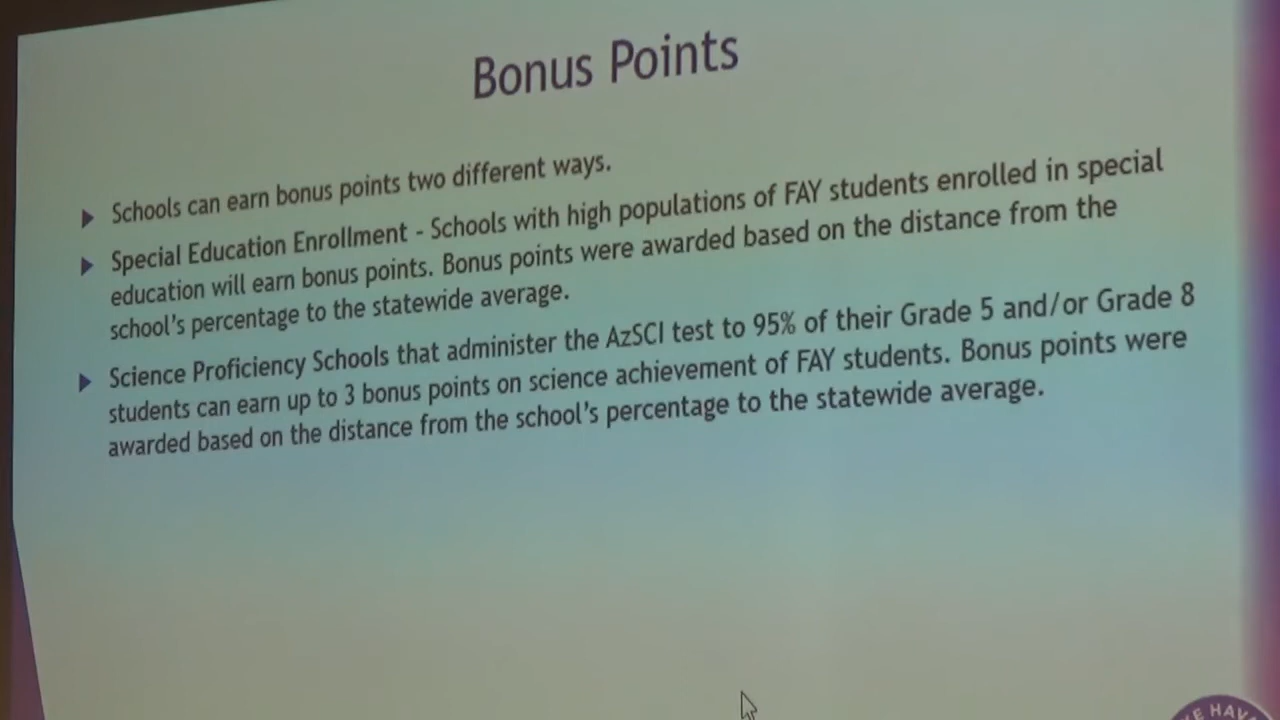 Bonus Points
Schools can earn bonus points two different ways.
Special Education Enrollment - Schools with high populations of FAY students enrolled in special
education will earn bonus points. Bonus points were awarded based on the distance from the
school's percentage to the statewide average.
Science Proficiency Schools that administer the AzSCI test to 95% of their Grade 5 and/or Grade 8
students can earn up to 3 bonus points on science achievement of FAY students. Bonus points were
awarded based on the distance from the school's percentage to the statewide average.